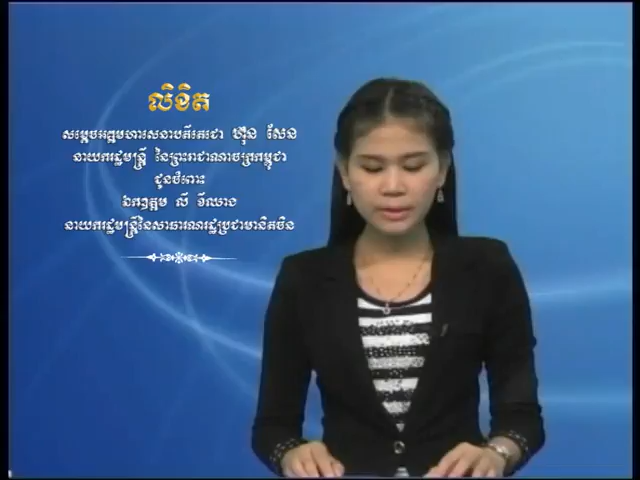 លិខិត
សម្តេចអគ្គមហាសេនាបតីតេជោ ហ៊ុន សែន
នាយករដ្ឋមន្ត្រី នៃព្រះរាជាណាចក្រកម្ពុជា
ជូនចំពោះ
ឯកឧត្តម លី ខឺឈាង
នាយករដ្ឋមន្ត្រីនៃសាធារណរដ្ឋប្រជាមានិតចិន